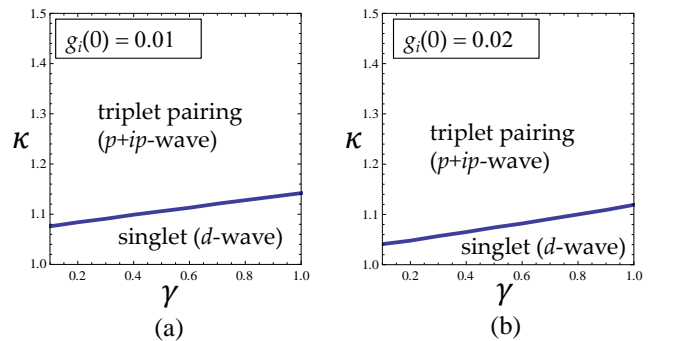 1.5
1.4
1.3
1.2
1.1
1.0
κ
gᵢ(0) = 0.01
triplet pairing
(p+ip-wave)
singlet (d-wave)
0.2 0.4 0.6 0.8 1.0
γ
(a)
1.5
1.4
1.3
1.2
1.1
1.0
κ
gᵢ(0) = 0.02
triplet pairing
(p+ip-wave)
singlet (d-wave)
0.2 0.4 0.6 0.8 1.0
γ
(b)